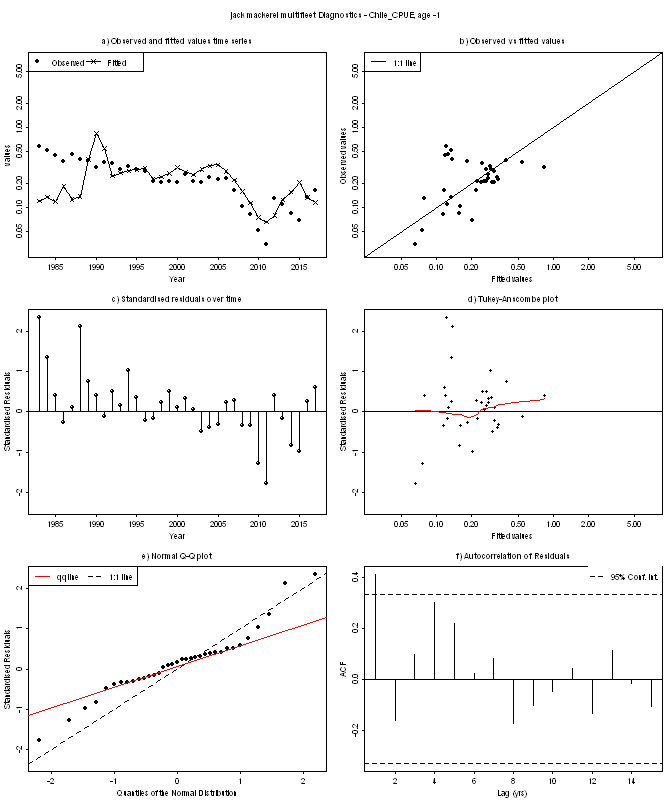 jack mackerel multifleet Diagnostics - Chile_CPUE, age -1
a) Observed and fitted values time series
Observed Fitted
Values
0.05 0.10 0.20 0.50 1.00 2.00 5.00
1985 1990 1995 2000 2005 2010 2015
Year
b) Observed vs fitted values
1:1 line
Observed values
0.05 0.10 0.20 0.50 1.00 2.00 5.00
0.05 0.10 0.20 0.50 1.00 2.00 5.00
Fitted values
c) Standardised residuals over time
Standardised Residuals
-2 -1 0 1 2
1985 1990 1995 2000 2005 2010 2015
Year
d) Tukey-Anscombe plot
Standardised Residuals
-2 -1 0 1 2
0.05 0.10 0.20 0.50 1.00 2.00 5.00
Fitted values
e) Normal Q-Q plot
qq line 1:1 line
Standardised Residuals
-2 -1 0 1 2
-2 -1 0 1 2
Quantiles of the Normal Distribution
f) Autocorrelation of Residuals
95% Conf. Int.
ACF
-0.2 0.0 0.2 0.4
2 4 6 8 10 12 14
Lag (yrs)